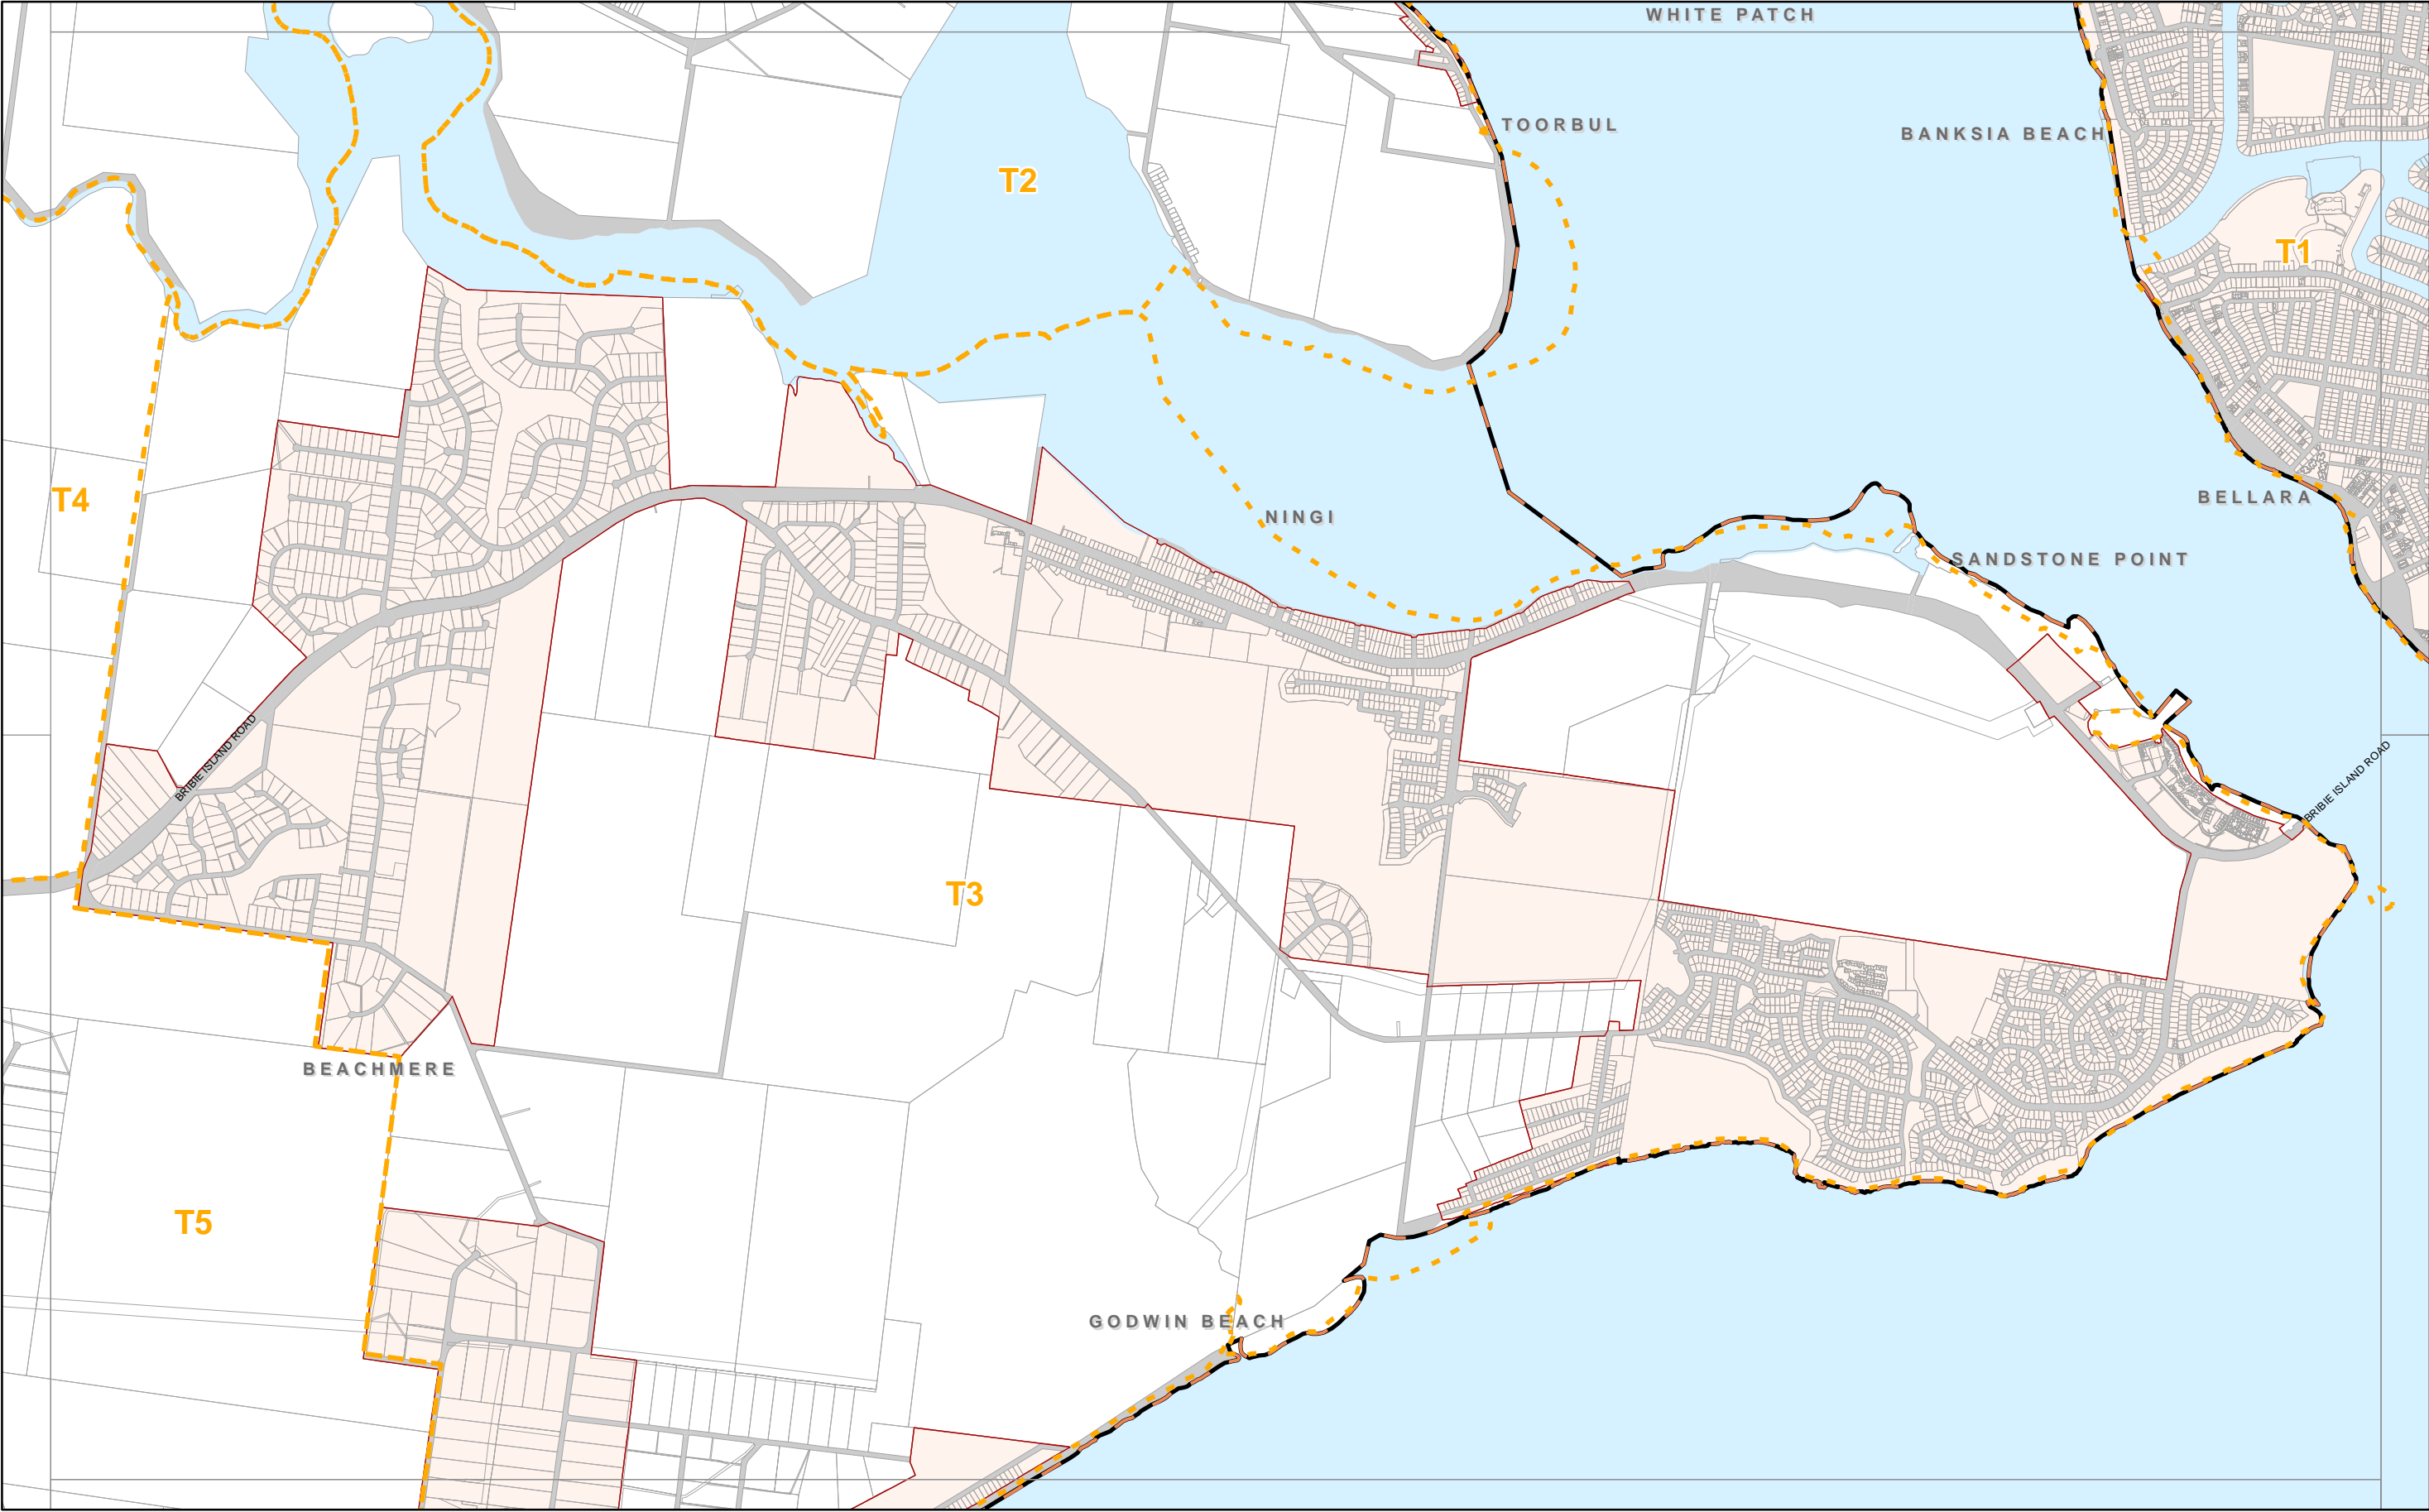 WHITE PATCH
TOORBUL
BANKSIA BEACH
T2
T1
T4
BELLARA
NINGI
SANDSTONE POINT
BRIBIE ISLAND ROAD
BRIBIE ISLAND ROAD
T3
BEACHMERE
T5
GODWIN BEACH